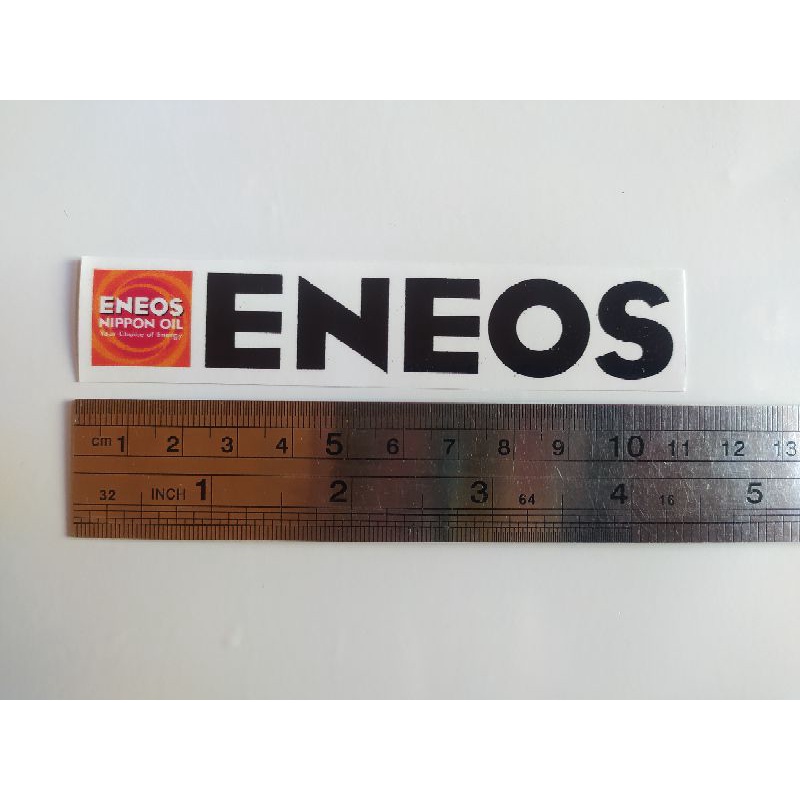 ENEOS
NIPPON OIL
Your Choice of Energy
ENEOS
cm 1 2 3 4 5 6 7 8 9 10 11 12 13
32 INCH 1 2 3 64 4 16 5